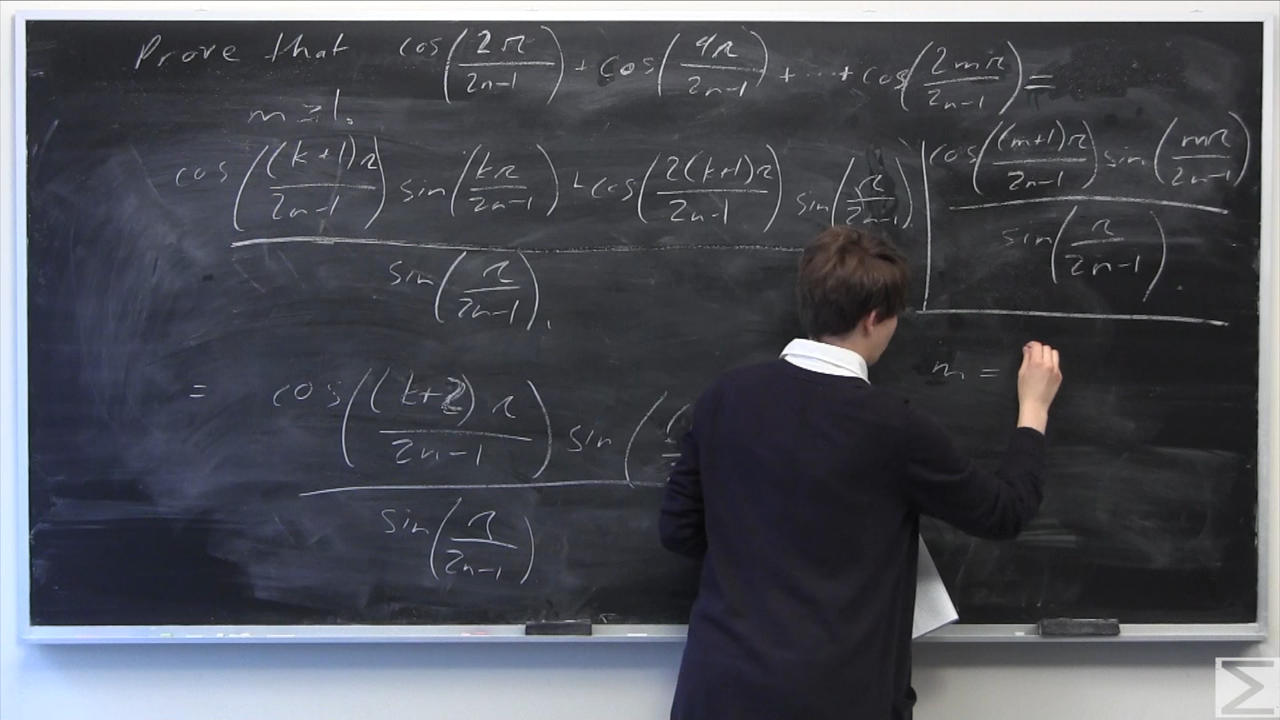 Prove that cos(2π/(2n-1)) + cos(4π/(2n-1)) + ... + cos(2mπ/(2n-1)) =
m ≥ 1.
cos((m+1)π/(2n-1)) sin(mπ/(2n-1))
sin(π/(2n-1)).
cos((k+1)π/(2n-1)) sin(kπ/(2n-1)) + cos(2(k+1)π/(2n-1)) sin(π/(2n-1))
sin(π/(2n-1)).
= cos((k+2)π/(2n-1)) sin(
sin(π/(2n-1))
m =
Σ